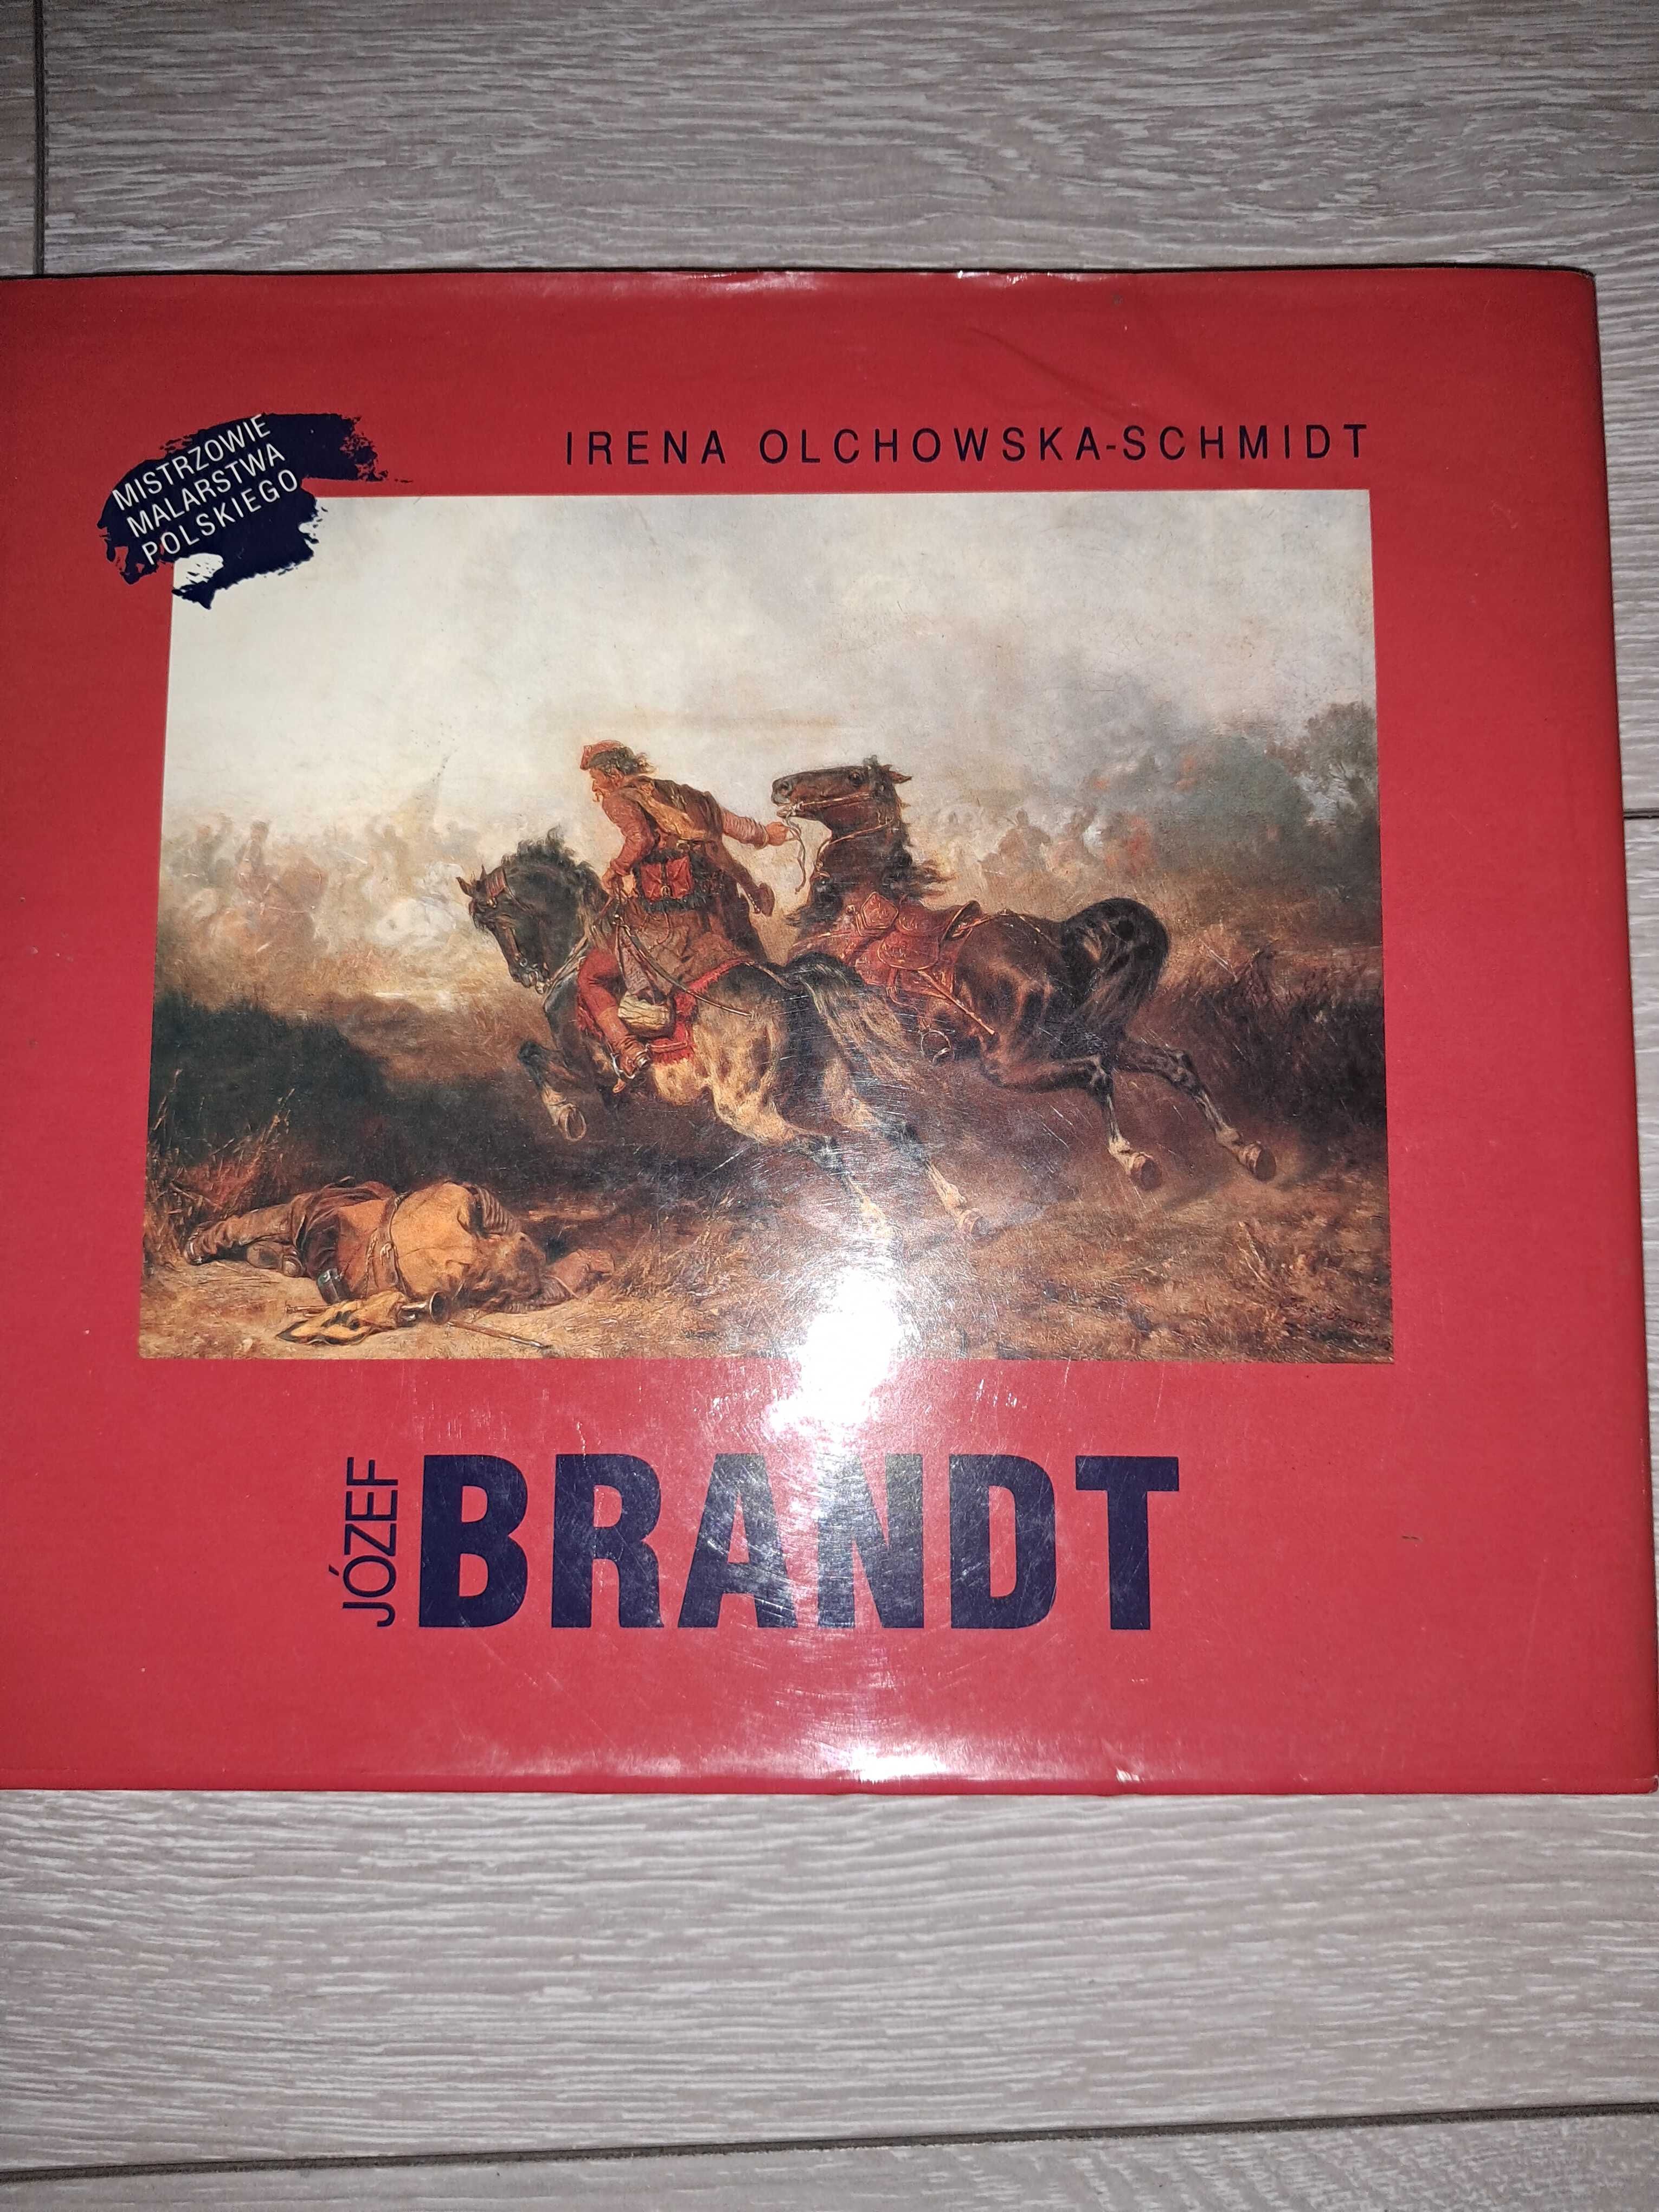 MISTRZOWIE
MALARSTWA
POLSKIEGO
IRENA OLCHOWSKA-SCHMIDT
JÓZEF
BRANDT